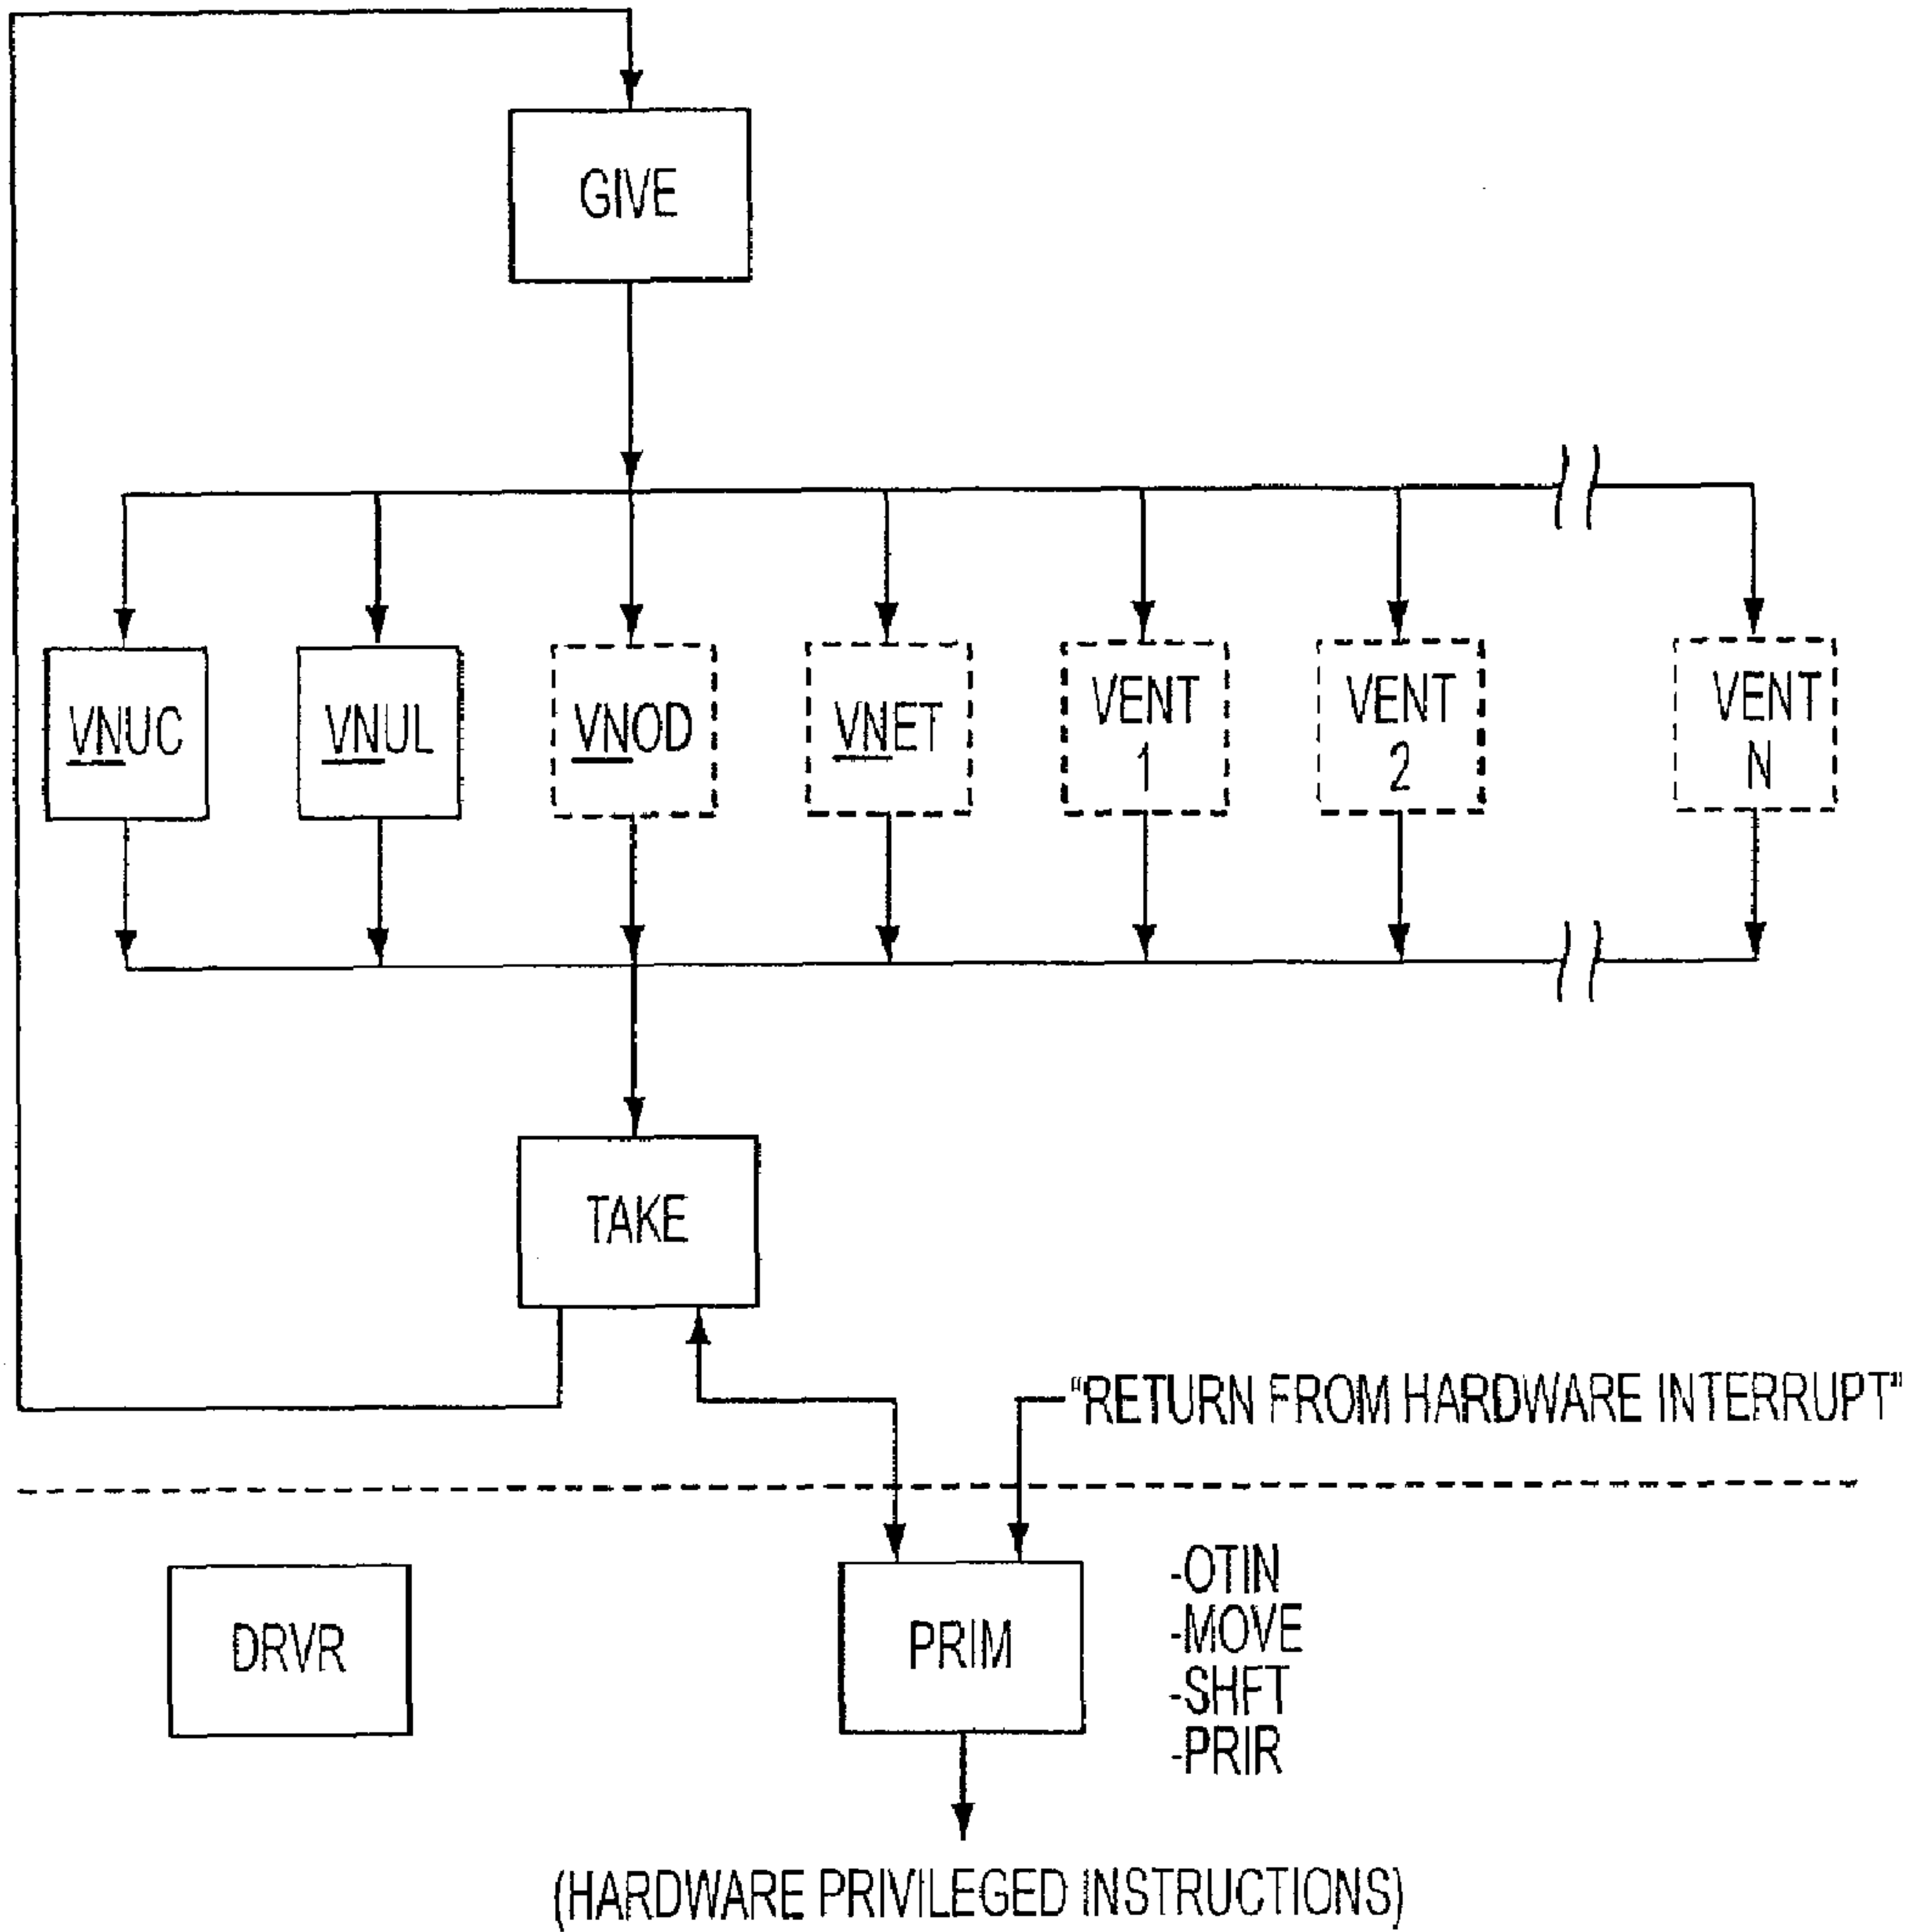 GIVE
VNUC
VNUL
VNOD
VNET
VENT
1
VENT
2
VENT
N
TAKE
"RETURN FROM HARDWARE INTERRUPT"
DRVR
PRIM
-OTIN
-MOVE
-SHFT
-PRIR
(HARDWARE PRIVILEGED INSTRUCTIONS)